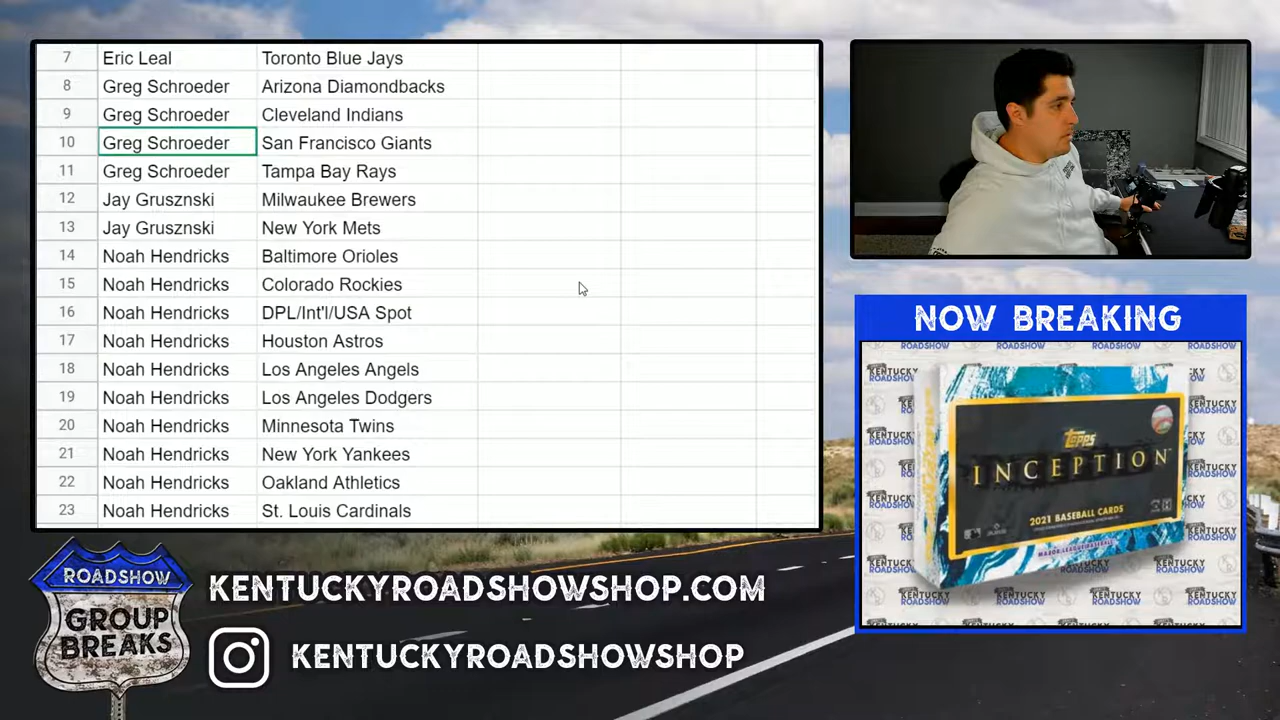 7 Eric Leal Toronto Blue Jays
8 Greg Schroeder Arizona Diamondbacks
9 Greg Schroeder Cleveland Indians
10 Greg Schroeder San Francisco Giants
11 Greg Schroeder Tampa Bay Rays
12 Jay Grusznski Milwaukee Brewers
13 Jay Grusznski New York Mets
14 Noah Hendricks Baltimore Orioles
15 Noah Hendricks Colorado Rockies
16 Noah Hendricks DPL/Int'l/USA Spot
17 Noah Hendricks Houston Astros
18 Noah Hendricks Los Angeles Angels
19 Noah Hendricks Los Angeles Dodgers
20 Noah Hendricks Minnesota Twins
21 Noah Hendricks New York Yankees
22 Noah Hendricks Oakland Athletics
23 Noah Hendricks St. Louis Cardinals
NOW BREAKING
KENTUCKY
ROADSHOW
Topps
INCEPTION
2021 BASEBALL CARDS
MAJOR LEAGUE BASEBALL
ROADSHOW
GROUP
BREAKS
KENTUCKYROADSHOWSHOP.COM
KENTUCKYROADSHOWSHOP